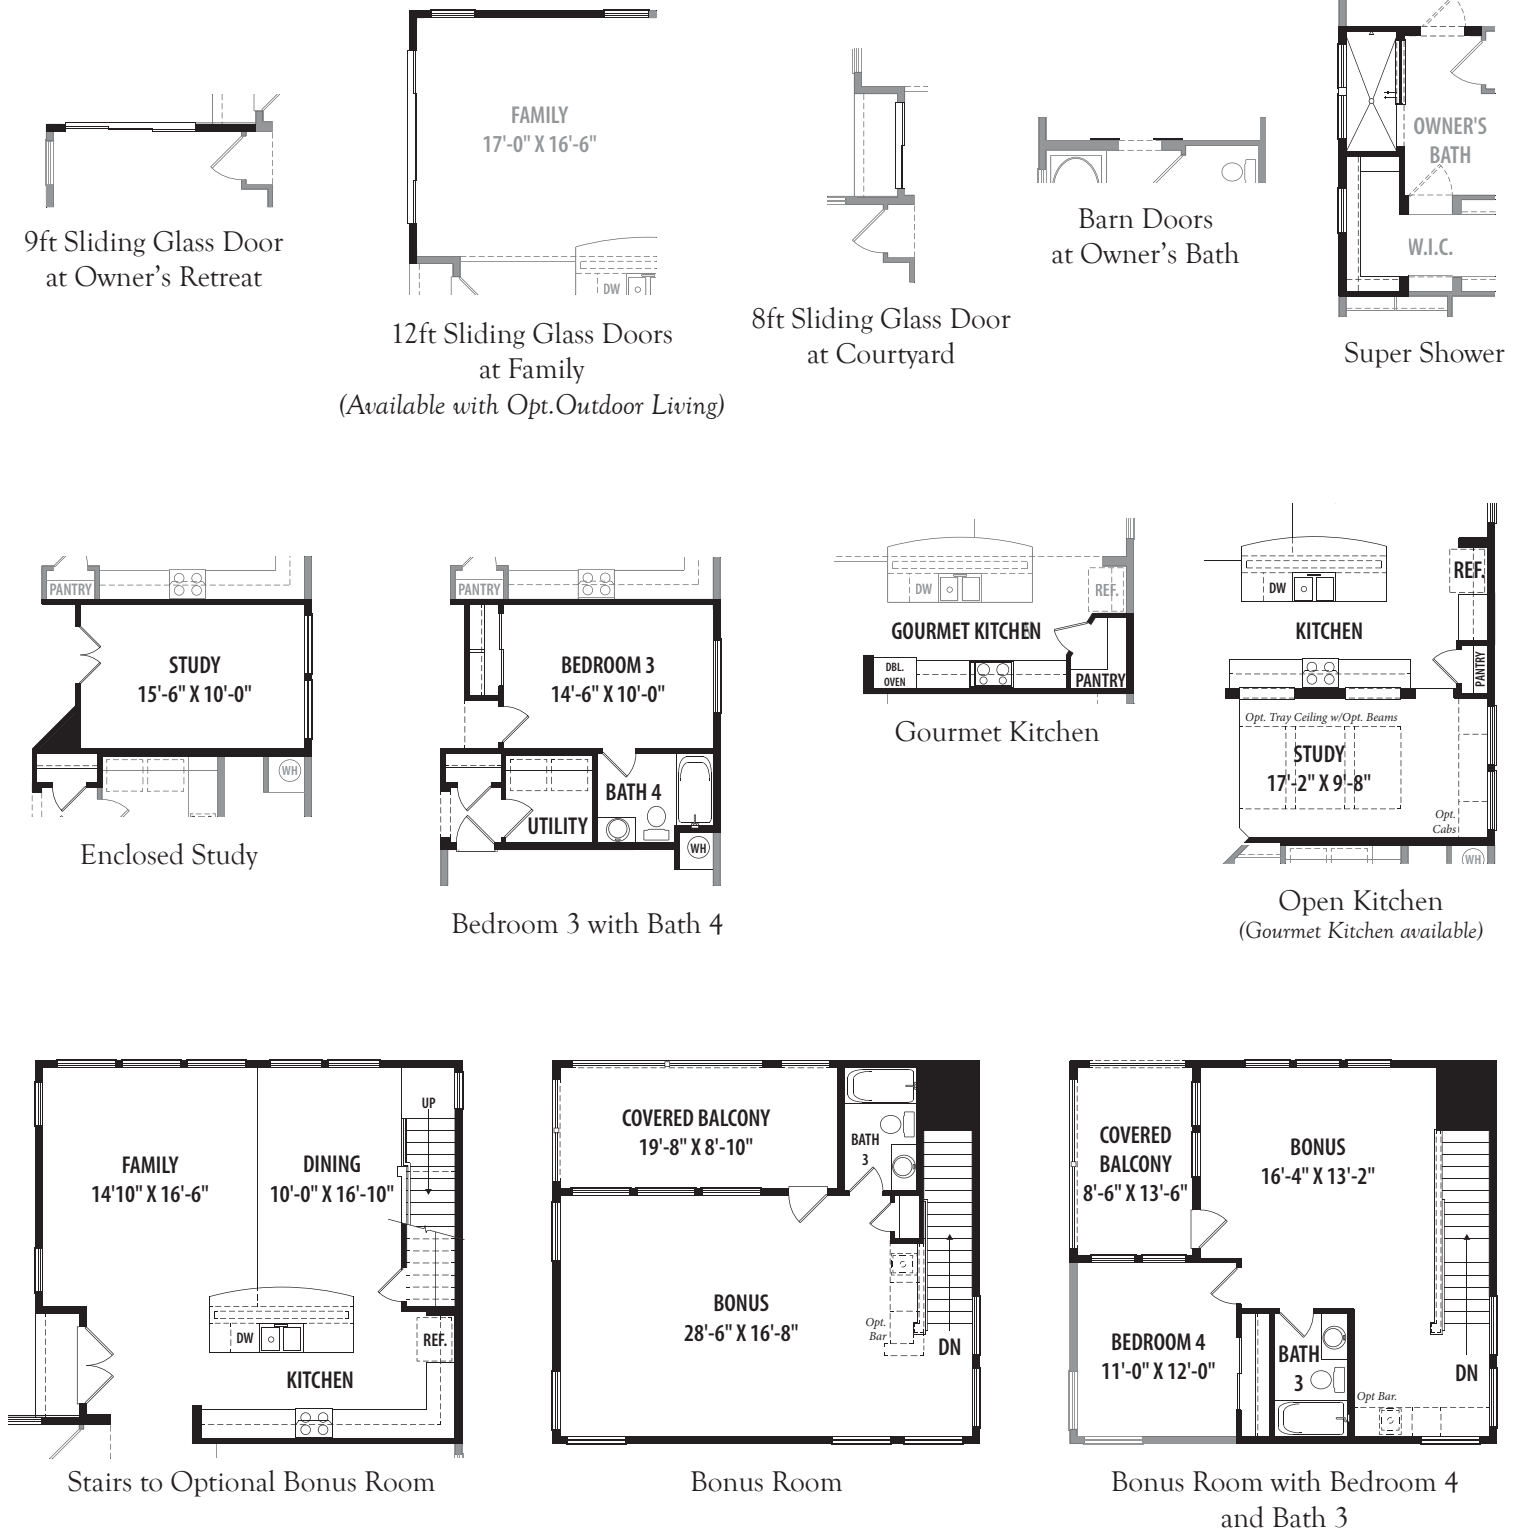 9ft Sliding Glass Door
at Owner's Retreat
FAMILY
17'-0" X 16'-6"
DW
12ft Sliding Glass Doors
at Family
(Available with Opt.Outdoor Living)
8ft Sliding Glass Door
at Courtyard
Barn Doors
at Owner's Bath
OWNER'S
BATH
W.I.C.
Super Shower
PANTRY
STUDY
15'-6" X 10'-0"
WH
Enclosed Study
PANTRY
BEDROOM 3
14'-6" X 10'-0"
BATH 4
UTILITY
WH
Bedroom 3 with Bath 4
DW
REF.
GOURMET KITCHEN
DBL.
OVEN
PANTRY
Gourmet Kitchen
REF.
DW
KITCHEN
PANTRY
Opt. Tray Ceiling w/Opt. Beams
STUDY
17'-2" X 9'-8"
Opt.
Cabs
WH
Open Kitchen
(Gourmet Kitchen available)
UP
FAMILY
14'10" X 16'-6"
DINING
10'-0" X 16'-10"
DW
REF.
KITCHEN
Stairs to Optional Bonus Room
COVERED BALCONY
19'-8" X 8'-10"
BATH
3
BONUS
28'-6" X 16'-8"
Opt.
Bar
DN
Bonus Room
COVERED
BALCONY
8'-6" X 13'-6"
BONUS
16'-4" X 13'-2"
BEDROOM 4
11'-0" X 12'-0"
BATH
3
DN
Opt Bar.
Bonus Room with Bedroom 4
and Bath 3